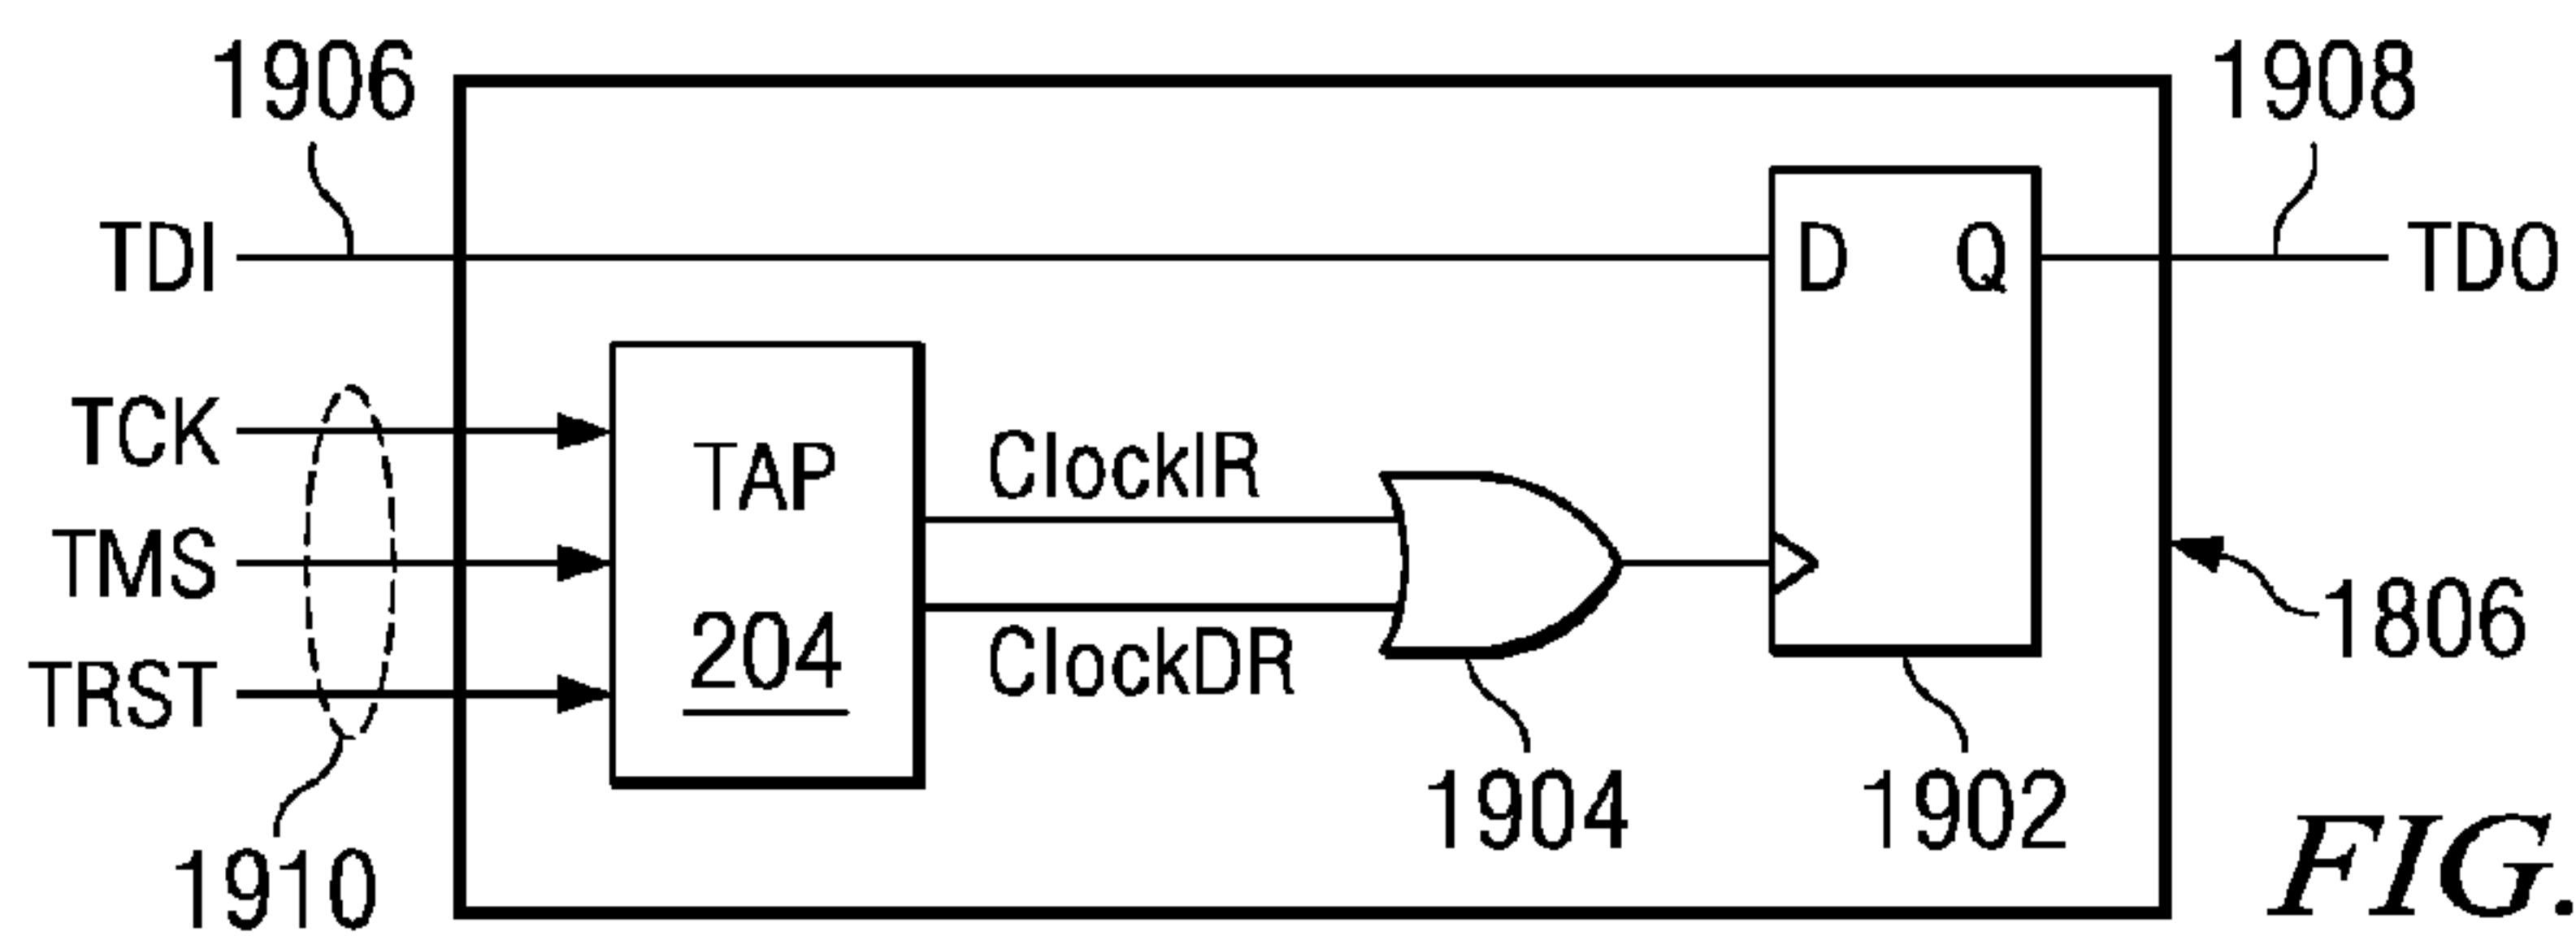 1906
1908
TDI
D
Q
TDO
TCK
TAP
ClockIR
TMS
204
ClockDR
1806
TRST
1904
1902
1910
FIG.